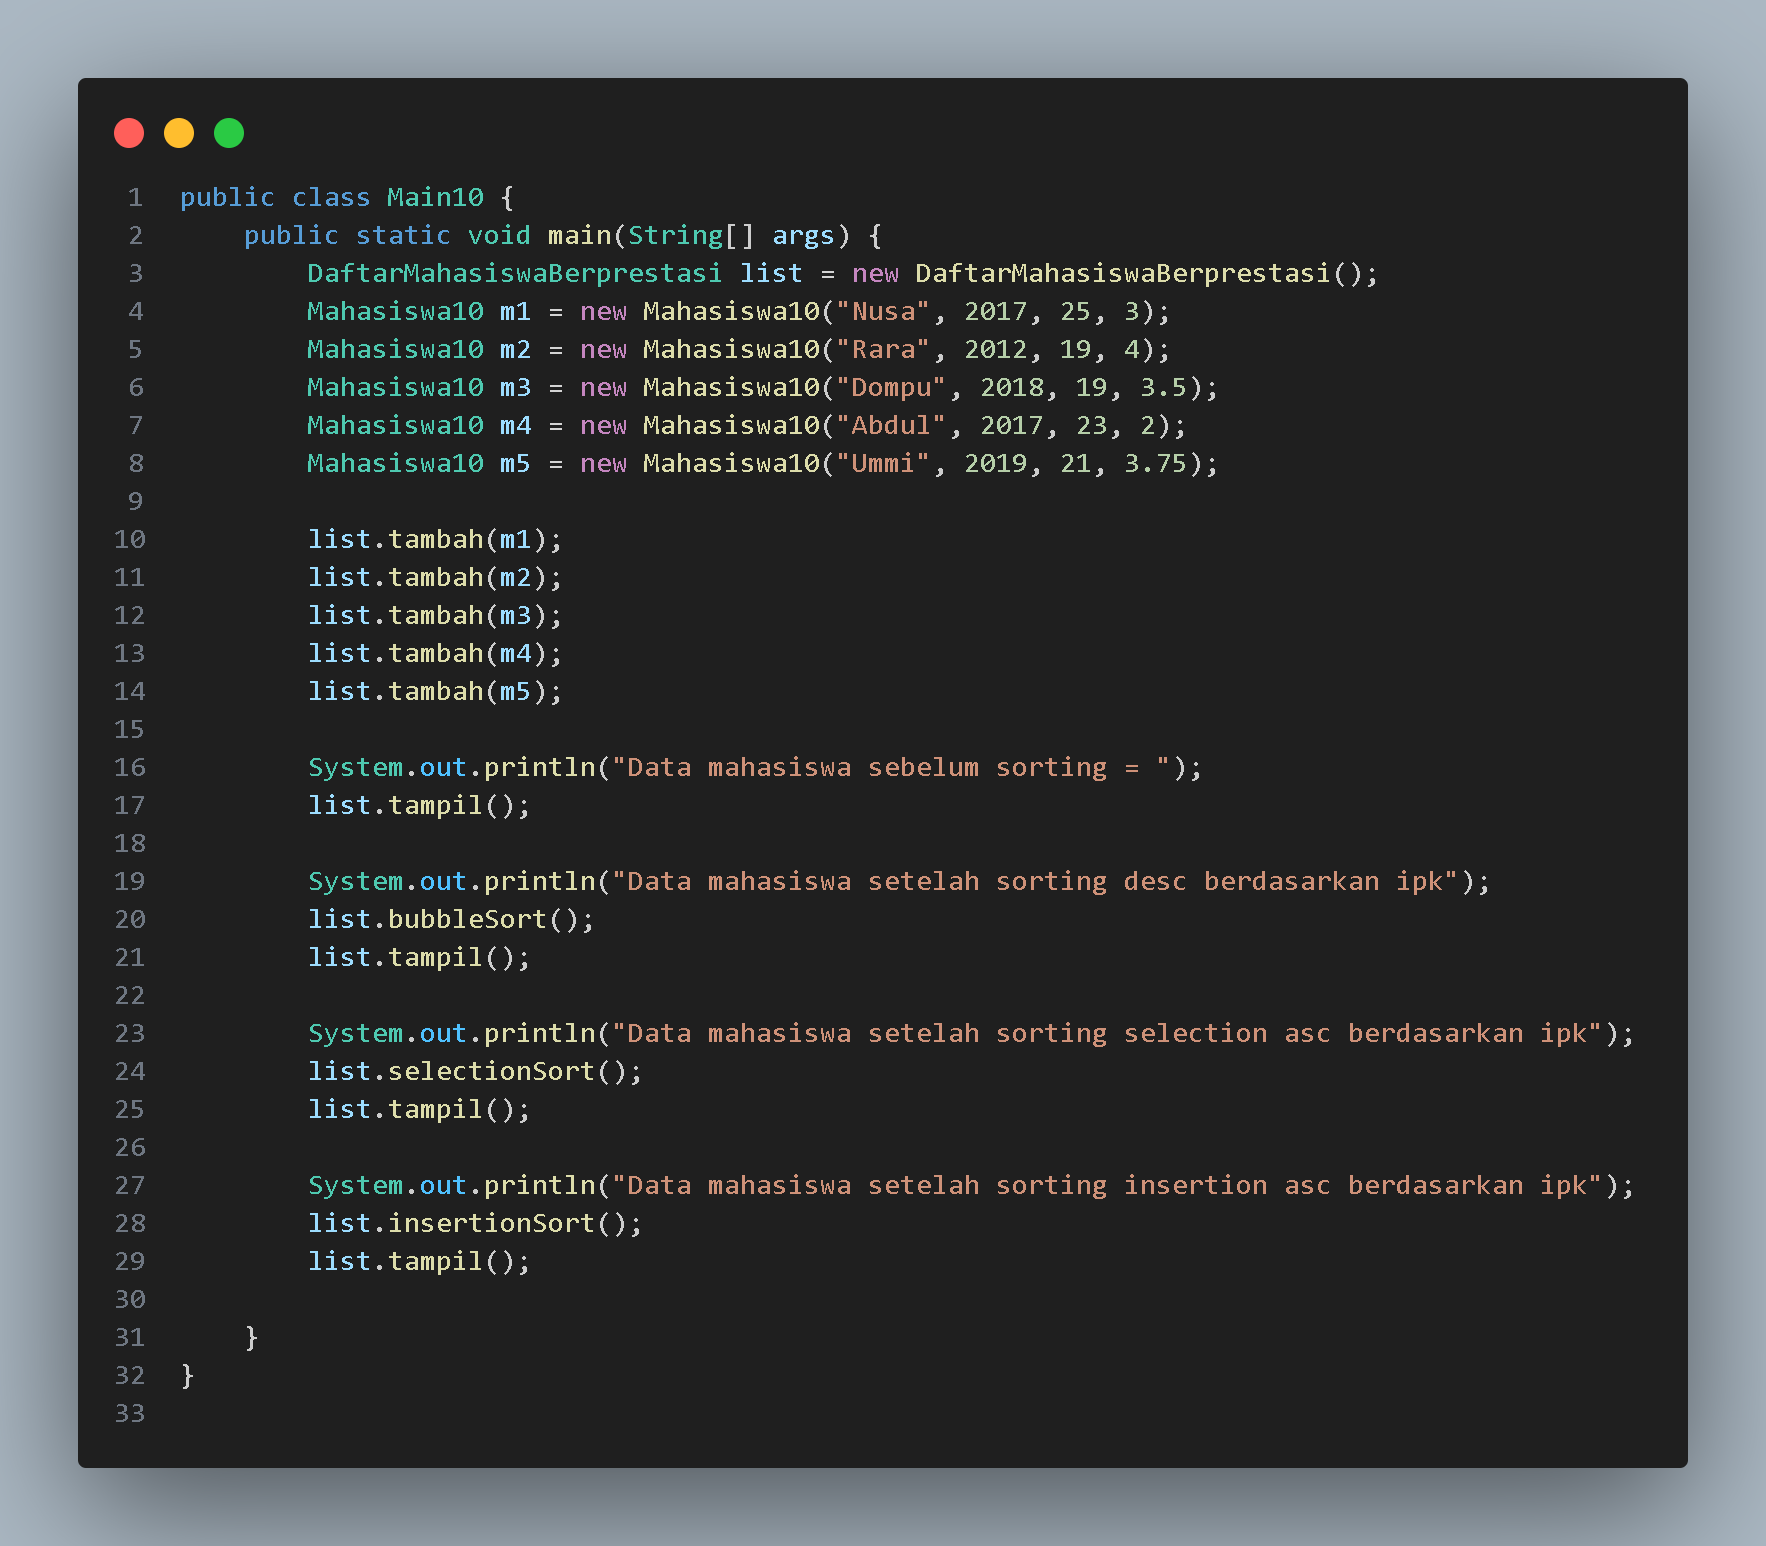 1 public class Main10 {
2     public static void main(String[] args) {
3         DaftarMahasiswaBerprestasi list = new DaftarMahasiswaBerprestasi();
4         Mahasiswa10 m1 = new Mahasiswa10("Nusa", 2017, 25, 3);
5         Mahasiswa10 m2 = new Mahasiswa10("Rara", 2012, 19, 4);
6         Mahasiswa10 m3 = new Mahasiswa10("Dompu", 2018, 19, 3.5);
7         Mahasiswa10 m4 = new Mahasiswa10("Abdul", 2017, 23, 2);
8         Mahasiswa10 m5 = new Mahasiswa10("Ummi", 2019, 21, 3.75);
9
10         list.tambah(m1);
11         list.tambah(m2);
12         list.tambah(m3);
13         list.tambah(m4);
14         list.tambah(m5);
15
16         System.out.println("Data mahasiswa sebelum sorting = ");
17         list.tampil();
18
19         System.out.println("Data mahasiswa setelah sorting desc berdasarkan ipk");
20         list.bubbleSort();
21         list.tampil();
22
23         System.out.println("Data mahasiswa setelah sorting selection asc berdasarkan ipk");
24         list.selectionSort();
25         list.tampil();
26
27         System.out.println("Data mahasiswa setelah sorting insertion asc berdasarkan ipk");
28         list.insertionSort();
29         list.tampil();
30
31     }
32 }
33